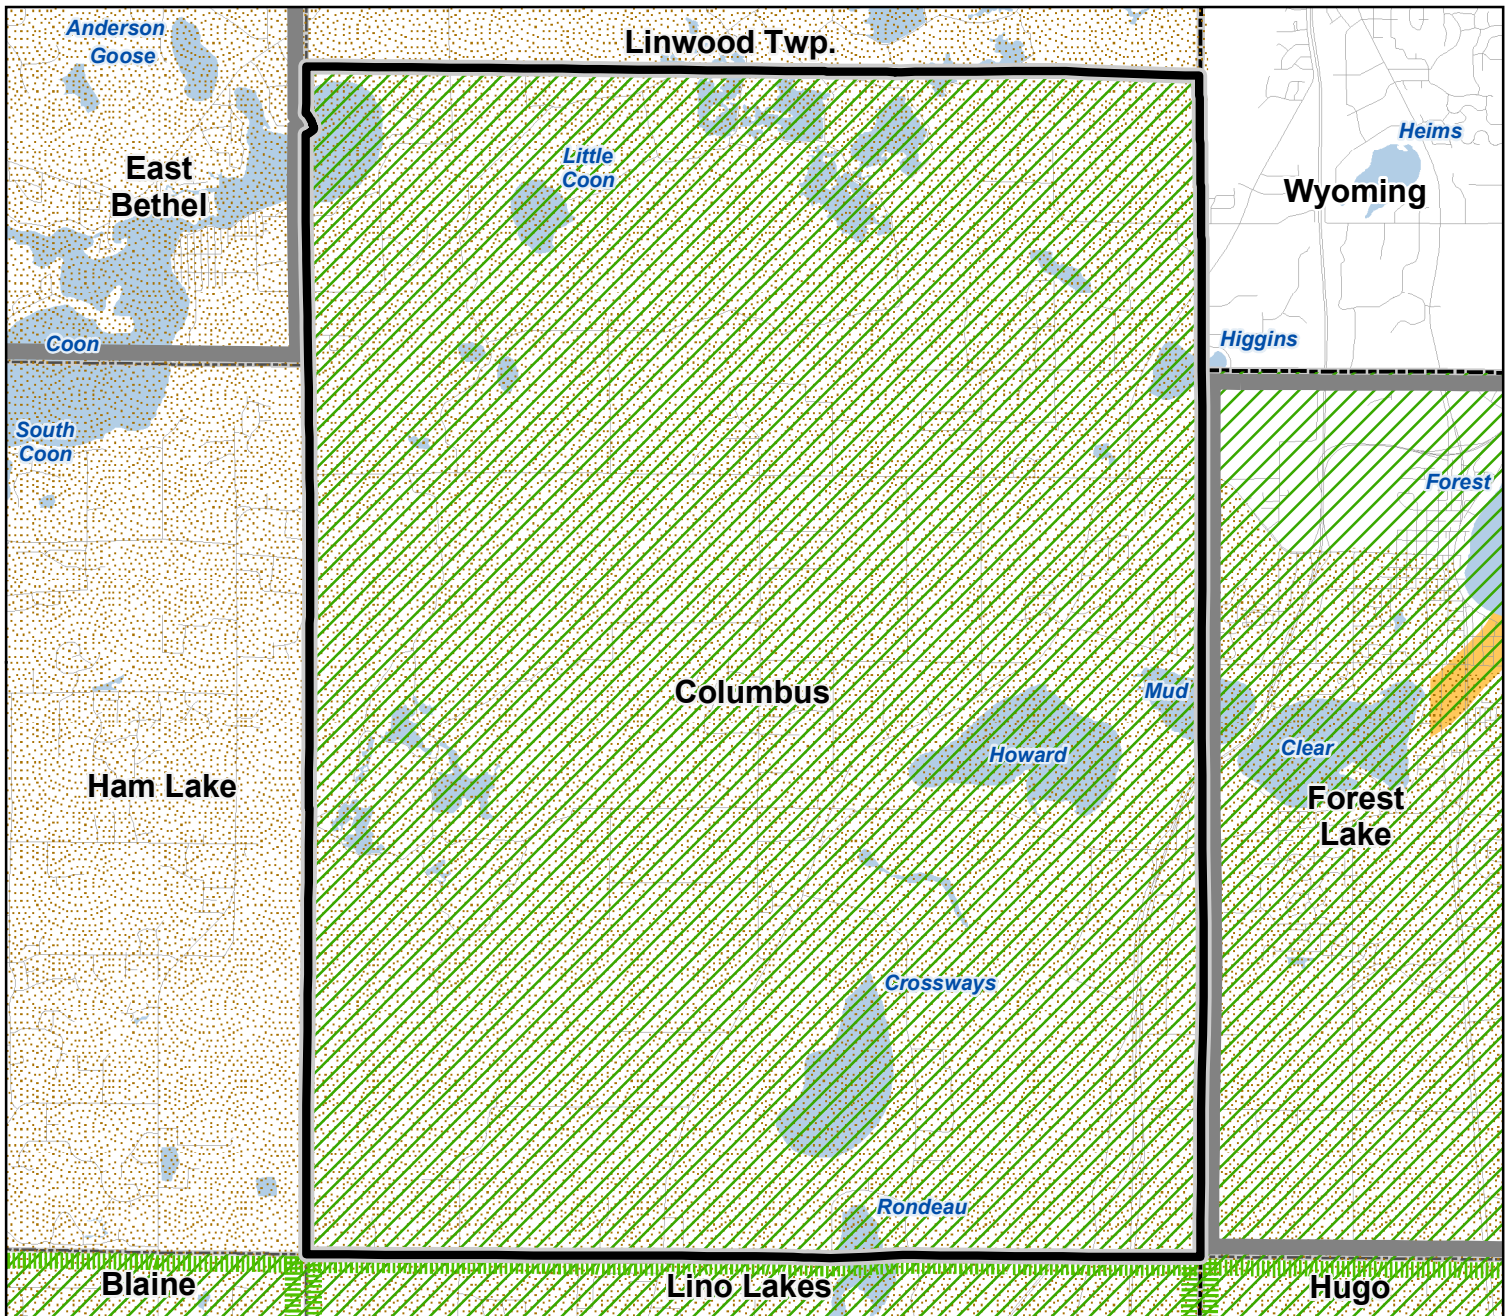 Anderson
Goose
Linwood Twp.
Heims
East
Bethel
Little
Coon
Wyoming
Coon
Higgins
South
Coon
Forest
Columbus
Mud
Howard
Clear
Ham Lake
Forest
Lake
Crossways
Rondeau
Blaine
Lino Lakes
Hugo